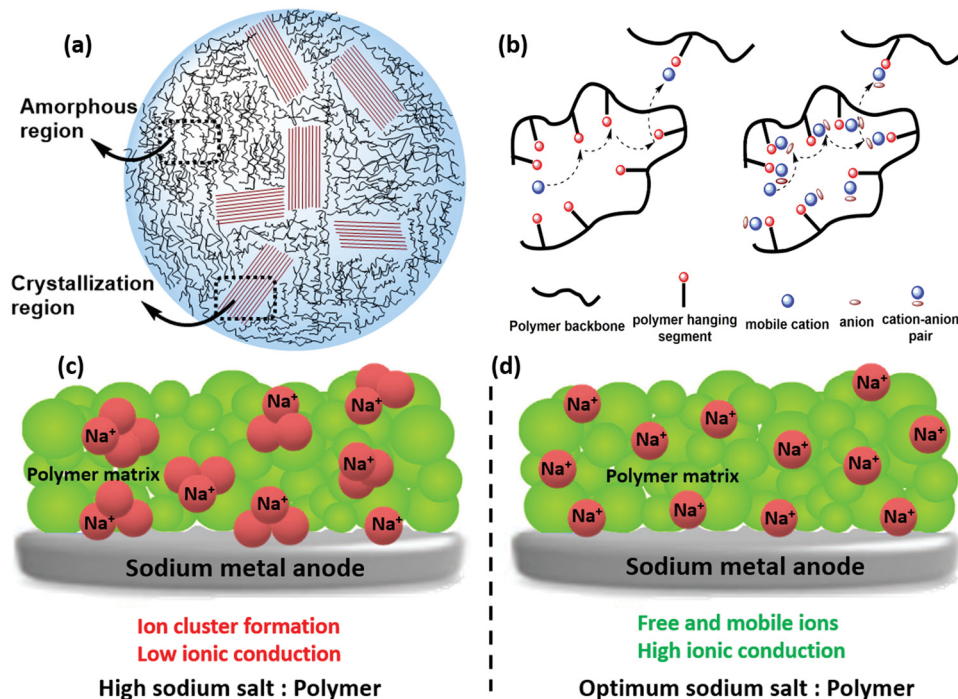 (a)
Amorphous
region
Crystallization
region
(b)
Polymer backbone
polymer hanging
segment
mobile cation
anion
cation-anion
pair
(c)
Na+
Na+
Na+
Na+
Polymer matrix
Na+
Na+
Na+
Na+
Sodium metal anode
Ion cluster formation
Low ionic conduction
High sodium salt : Polymer
(d)
Na+
Na+
Na+
Na+
Na+
Na+
Na+
Polymer matrix
Na+
Na+
Na+
Na+
Sodium metal anode
Free and mobile ions
High ionic conduction
Optimum sodium salt : Polymer